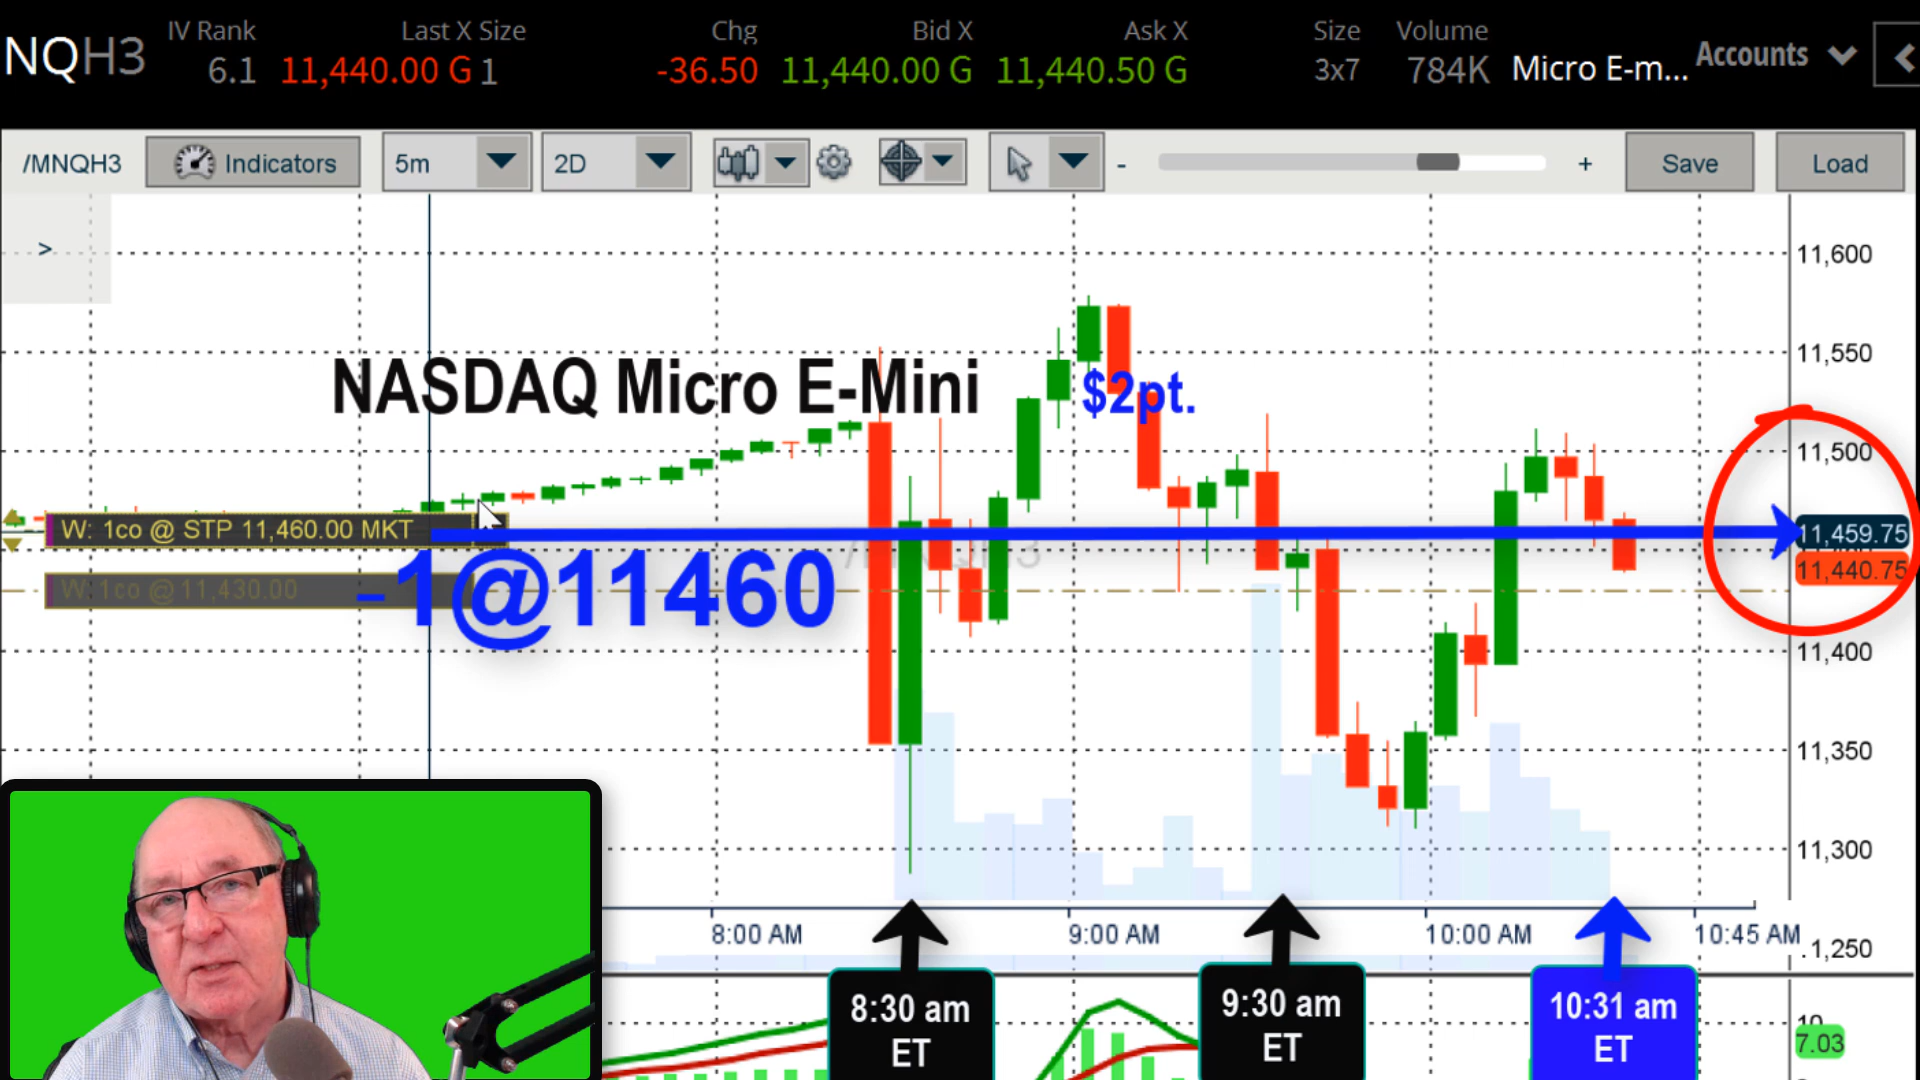 NQH3
IV Rank
6.1
Last X Size
11,440.00 G 1
Chg
-36.50
Bid X
11,440.00 G
Ask X
11,440.50 G
Size
3x7
Volume
784K
Micro E-m...
Accounts
/MNQH3
Indicators
5m
2D
-
+
Save
Load
>
11,600
NASDAQ Micro E-Mini
$2pt.
11,550
11,500
W: 1co @ STP 11,460.00 MKT
11,459.75
/MNQH3
11,440.75
W: 1co @ 11,430.00
-1@11460
11,400
11,350
11,300
8:00 AM
9:00 AM
10:00 AM
10:45 AM
8:30 am
ET
9:30 am
ET
10:31 am
ET
7.03